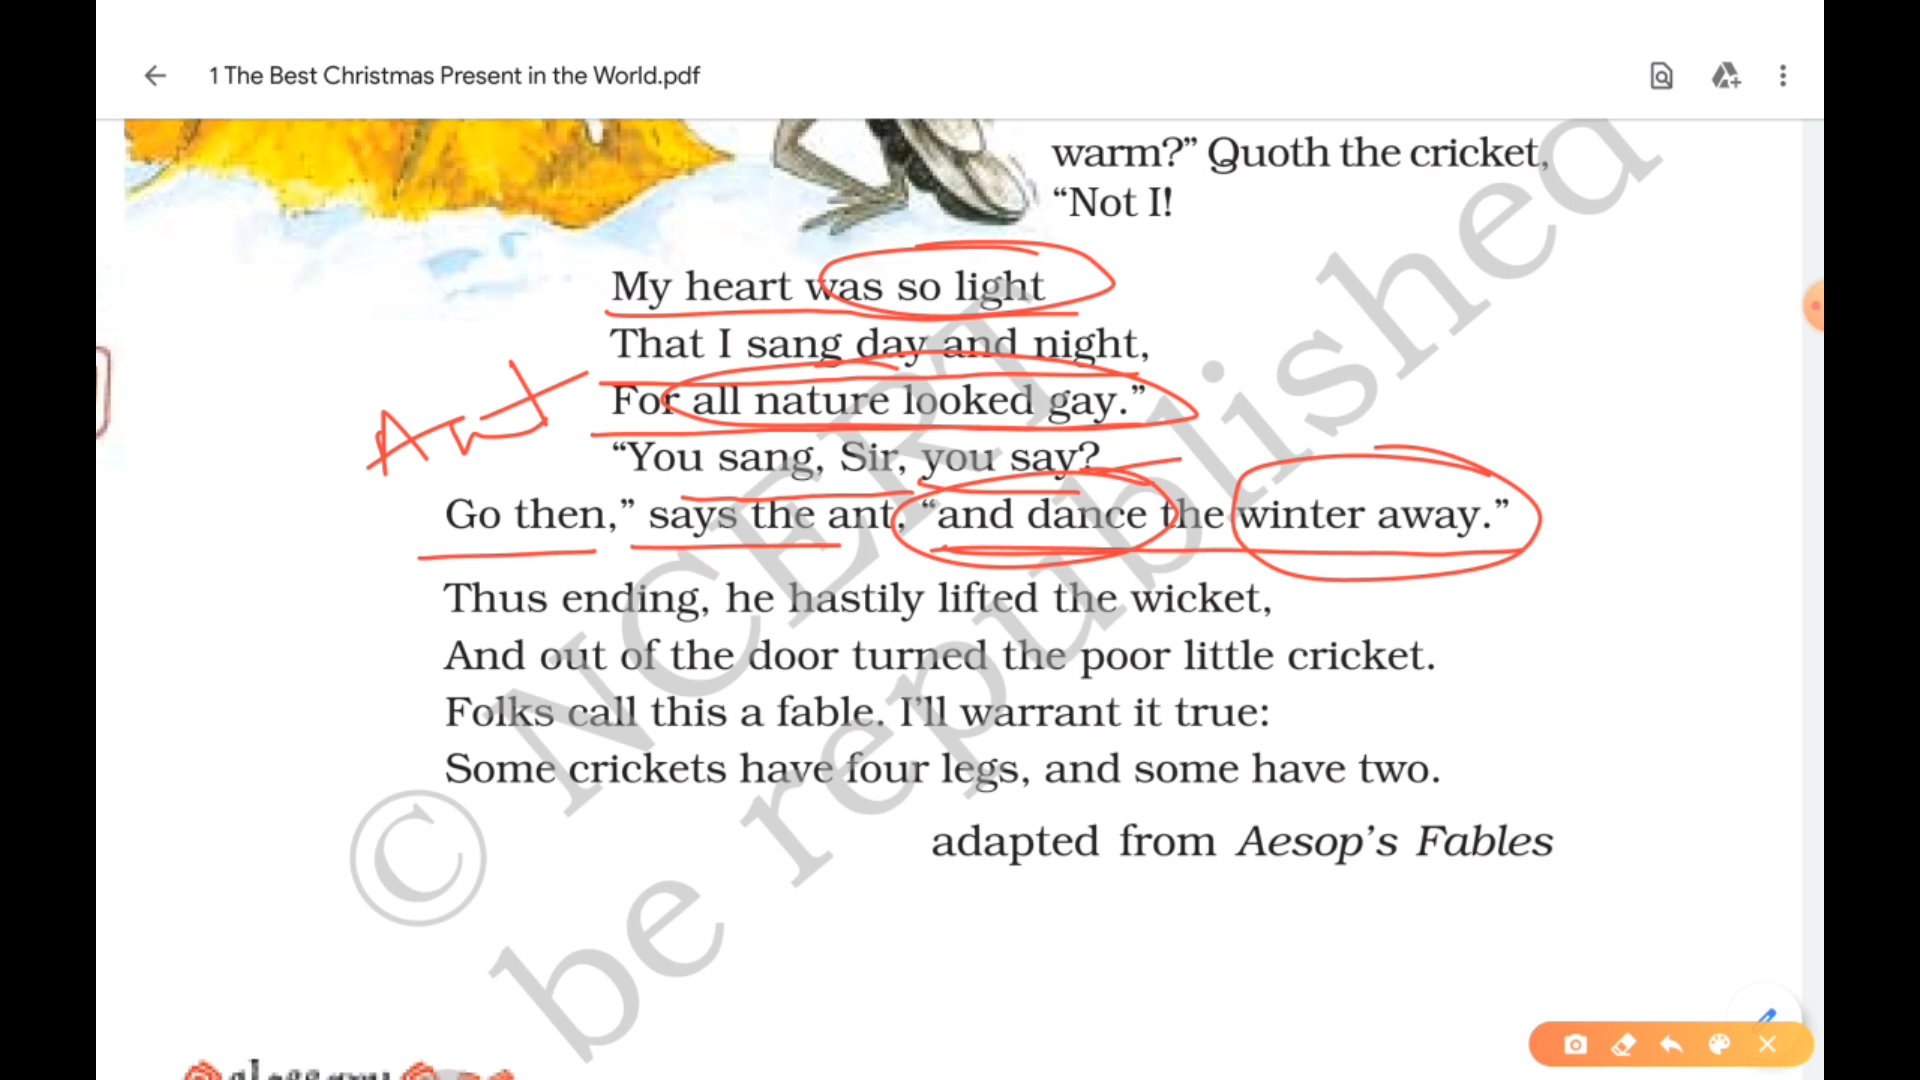 1 The Best Christmas Present in the World.pdf
warm?” Quoth the cricket,
“Not I!
My heart was so light
That I sang day and night,
For all nature looked gay.”
“You sang, Sir, you say?
Ant
Go then,” says the ant, “and dance the winter away.”
Thus ending, he hastily lifted the wicket,
And out of the door turned the poor little cricket.
Folks call this a fable. I’ll warrant it true:
Some crickets have four legs, and some have two.
adapted from Aesop’s Fables
© NCERT
be republished
glossary